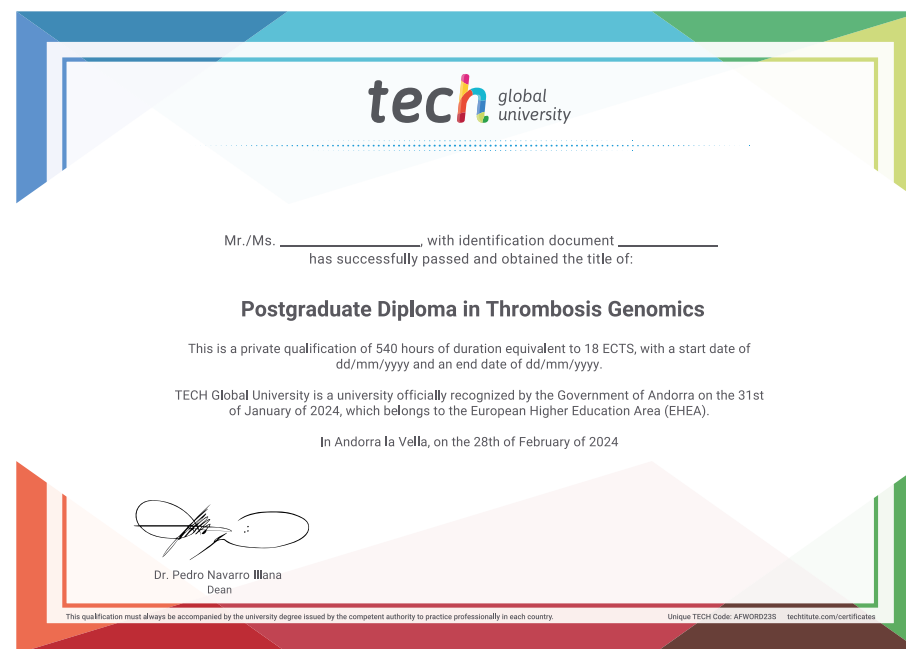 tech global
university
Mr./Ms. ____________, with identification document ____________
has successfully passed and obtained the title of:
Postgraduate Diploma in Thrombosis Genomics
This is a private qualification of 540 hours of duration equivalent to 18 ECTS, with a start date of
dd/mm/yyyy and an end date of dd/mm/yyyy.
TECH Global University is a university officially recognized by the Government of Andorra on the 31st
of January of 2024, which belongs to the European Higher Education Area (EHEA).
In Andorra la Vella, on the 28th of February of 2024
Dr. Pedro Navarro Illana
Dean
This qualification must always be accompanied by the university degree issued by the competent authority to practice professionally in each country.
Unique TECH Code: AFWORD23S techtitute.com/certificates